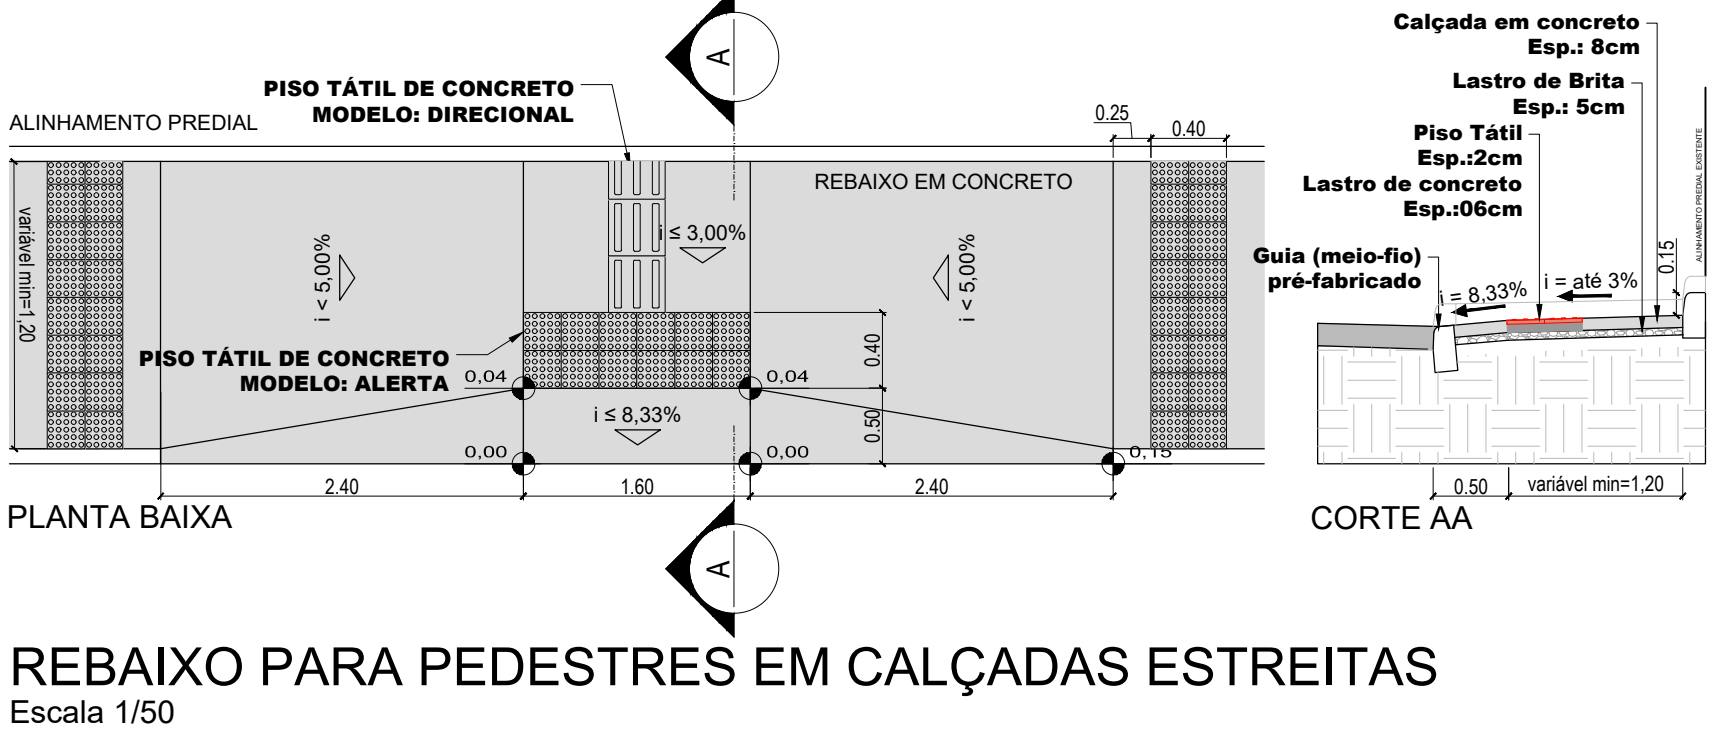 A
PISO TÁTIL DE CONCRETO
MODELO: DIRECIONAL
ALINHAMENTO PREDIAL
0.25
0.40
REBAIXO EM CONCRETO
variável min=1,20
i < 5,00%
i ≤ 3,00%
i < 5,00%
PISO TÁTIL DE CONCRETO
MODELO: ALERTA
0,04
0,04
0.40
i ≤ 8,33%
0.50
0,00
0,00
0,15
2.40
1.60
2.40
PLANTA BAIXA
A
Calçada em concreto
Esp.: 8cm
Lastro de Brita
Esp.: 5cm
Piso Tátil
Esp.:2cm
Lastro de concreto
Esp.:06cm
ALINHAMENTO PREDIAL EXISTENTE
Guia (meio-fio)
pré-fabricado
0.15
i = 8,33%
i = até 3%
0.50
variável min=1,20
CORTE AA
REBAIXO PARA PEDESTRES EM CALÇADAS ESTREITAS
Escala 1/50